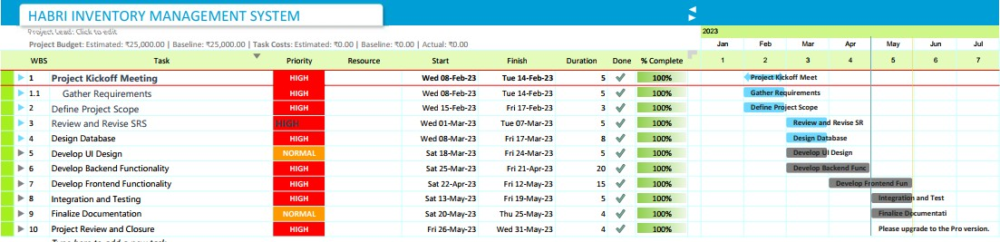 HABRI INVENTORY MANAGEMENT SYSTEM
Project Lead: Click to edit
2023
Project Budget: Estimated: ₹25,000.00 | Baseline: ₹25,000.00 | Task Costs: Estimated: ₹0.00 | Baseline: ₹0.00 | Actual: ₹0.00
Jan Feb Mar Apr May Jun Jul
WBS Task Priority Resource Start Finish Duration Done % Complete 1 2 3 4 5 6 7
1 Project Kickoff Meeting HIGH Wed 08-Feb-23 Tue 14-Feb-23 5 100% Project Kickoff Meet
1.1 Gather Requirements HIGH Wed 08-Feb-23 Tue 14-Feb-23 5 100% Gather Requirements
2 Define Project Scope HIGH Wed 15-Feb-23 Fri 17-Feb-23 3 100% Define Project Scope
3 Review and Revise SRS HIGH Wed 01-Mar-23 Tue 07-Mar-23 5 100% Review and Revise SR
4 Design Database HIGH Wed 08-Mar-23 Fri 17-Mar-23 8 100% Design Database
5 Develop UI Design NORMAL Sat 18-Mar-23 Fri 24-Mar-23 5 100% Develop UI Design
6 Develop Backend Functionality HIGH Sat 25-Mar-23 Fri 21-Apr-23 20 100% Develop Backend Func
7 Develop Frontend Functionality HIGH Sat 22-Apr-23 Fri 12-May-23 15 100% Develop Frontend Fun
8 Integration and Testing HIGH Sat 13-May-23 Fri 19-May-23 5 100% Integration and Test
9 Finalize Documentation NORMAL Sat 20-May-23 Thu 25-May-23 4 100% Finalize Documentati
10 Project Review and Closure HIGH Fri 26-May-23 Wed 31-May-23 4 100% Please upgrade to the Pro version.
Type here to add a new task